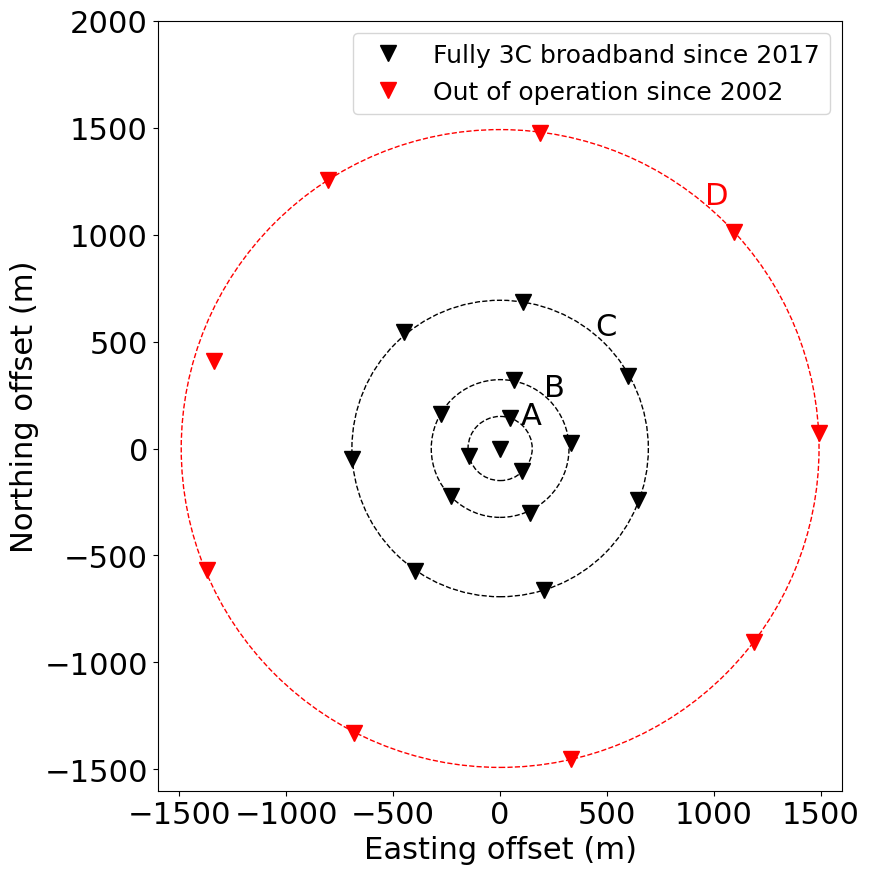 2000
Fully 3C broadband since 2017
Out of operation since 2002
1500
D
1000
500
C
B
A
0
−500
−1000
−1500
Northing offset (m)
−1500 −1000 −500 0 500 1000 1500
Easting offset (m)